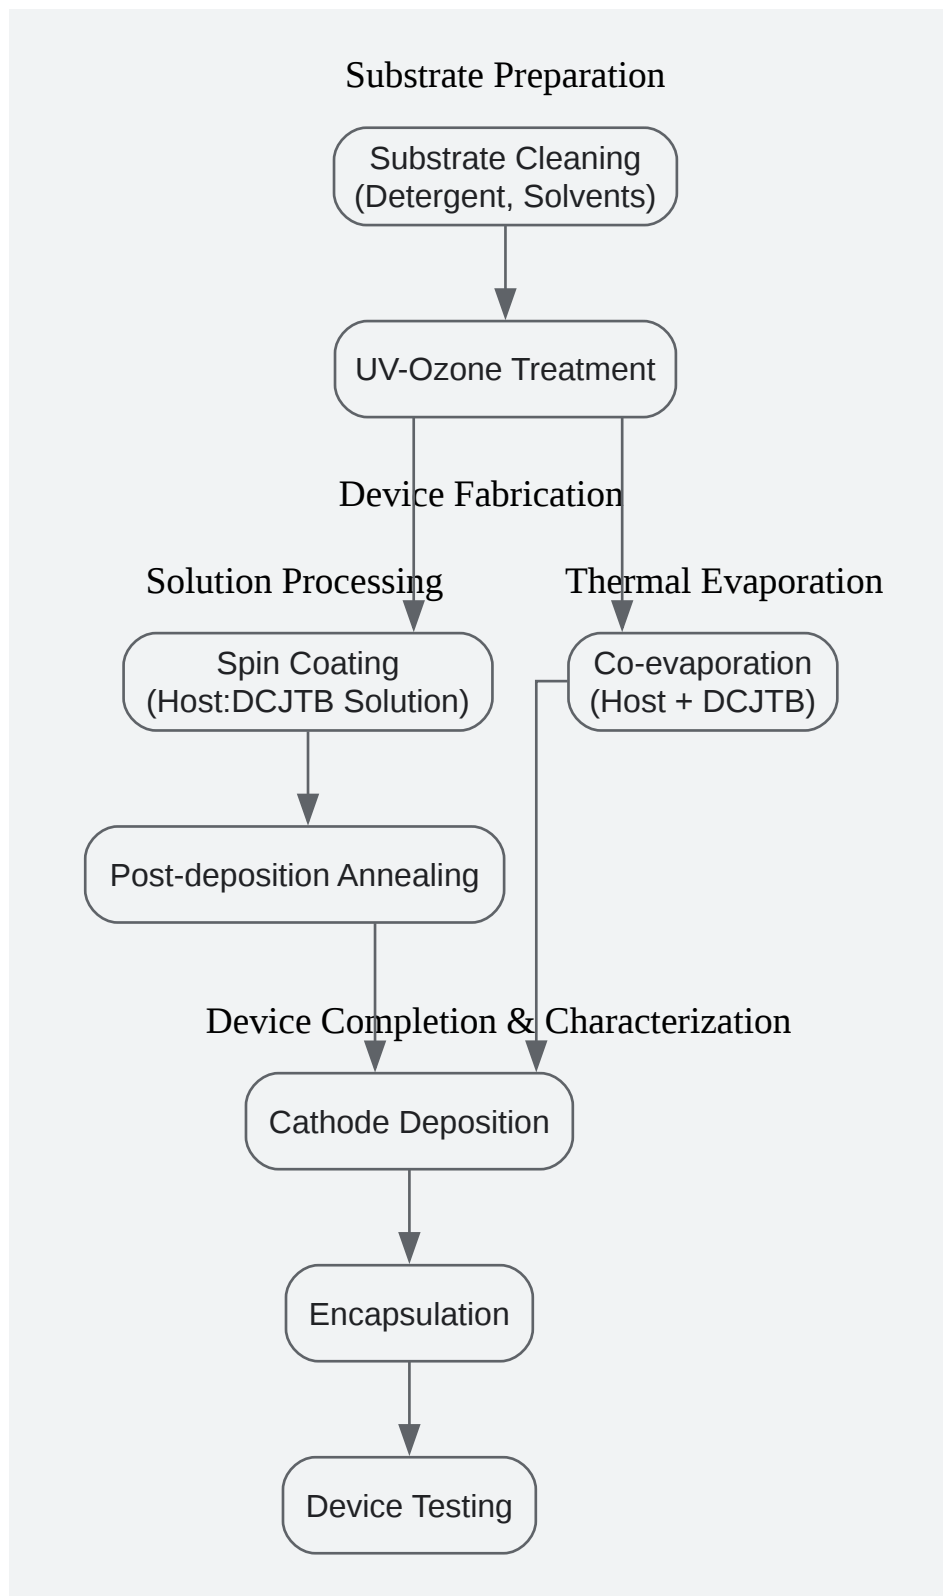 Substrate Preparation
Substrate Cleaning
(Detergent, Solvents)
UV-Ozone Treatment
Device Fabrication
Solution Processing
Thermal Evaporation
Spin Coating
(Host:DCJTB Solution)
Co-evaporation
(Host + DCJTB)
Post-deposition Annealing
Device Completion & Characterization
Cathode Deposition
Encapsulation
Device Testing